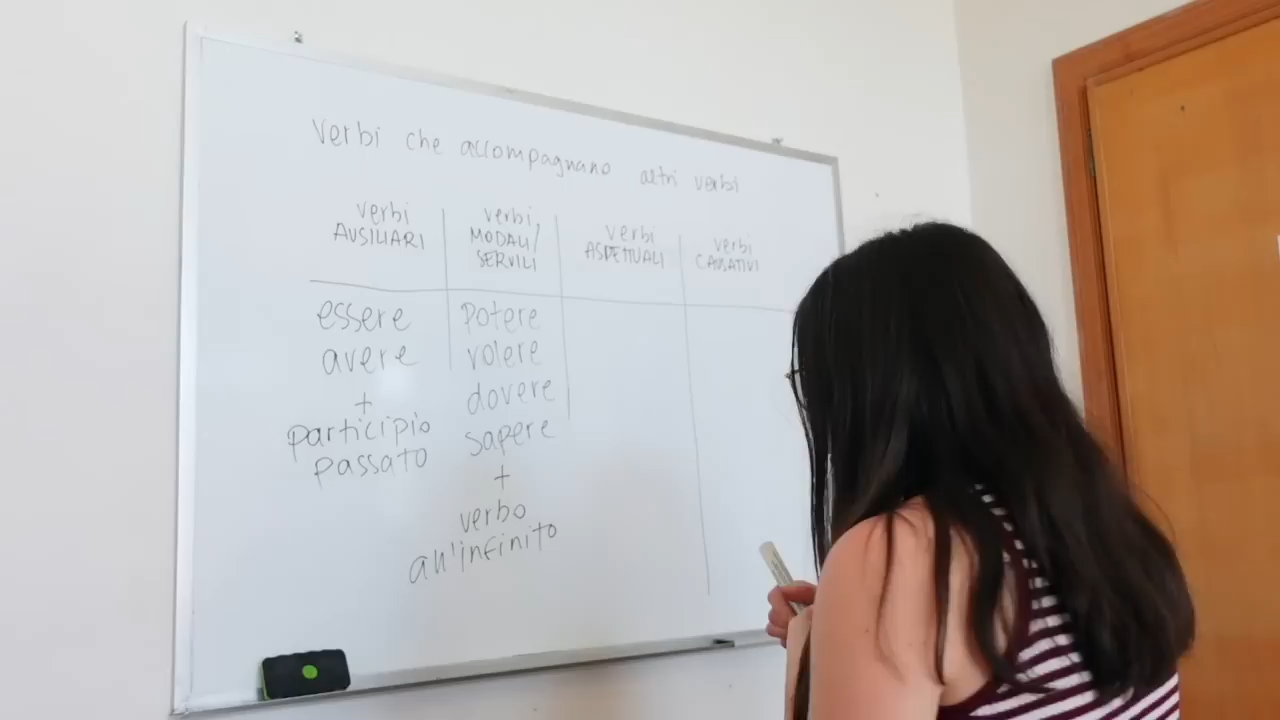 verbi che accompagnano altri verbi
verbi
AUSILIARI
essere
avere
+
participio
passato
verbi
MODALI/
SERVILI
potere
volere
dovere
sapere
+
verbo
all'infinito
verbi
ASPETTUALI
verbi
CAUSATIVI